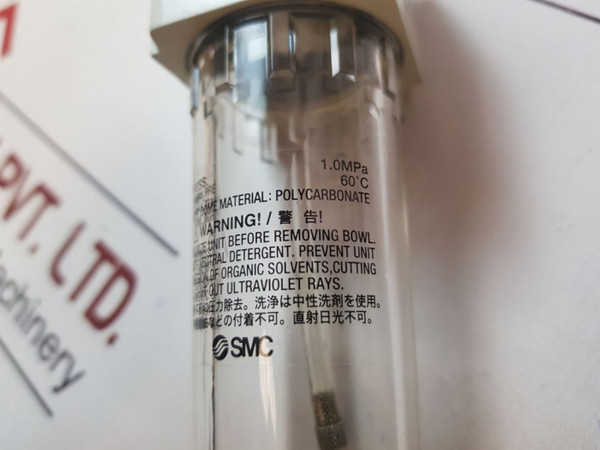 1.0MPa
60°C
MATERIAL: POLYCARBONATE
WARNING! / 警 告!
UNIT BEFORE REMOVING BOWL.
DETERGENT. PREVENT UNIT
OF ORGANIC SOLVENTS,CUTTING
OUT ULTRAVIOLET RAYS.
圧力除去。洗浄は中性洗剤を使用。
などの付着不可。直射日光不可。
SMC
PVT. LTD.